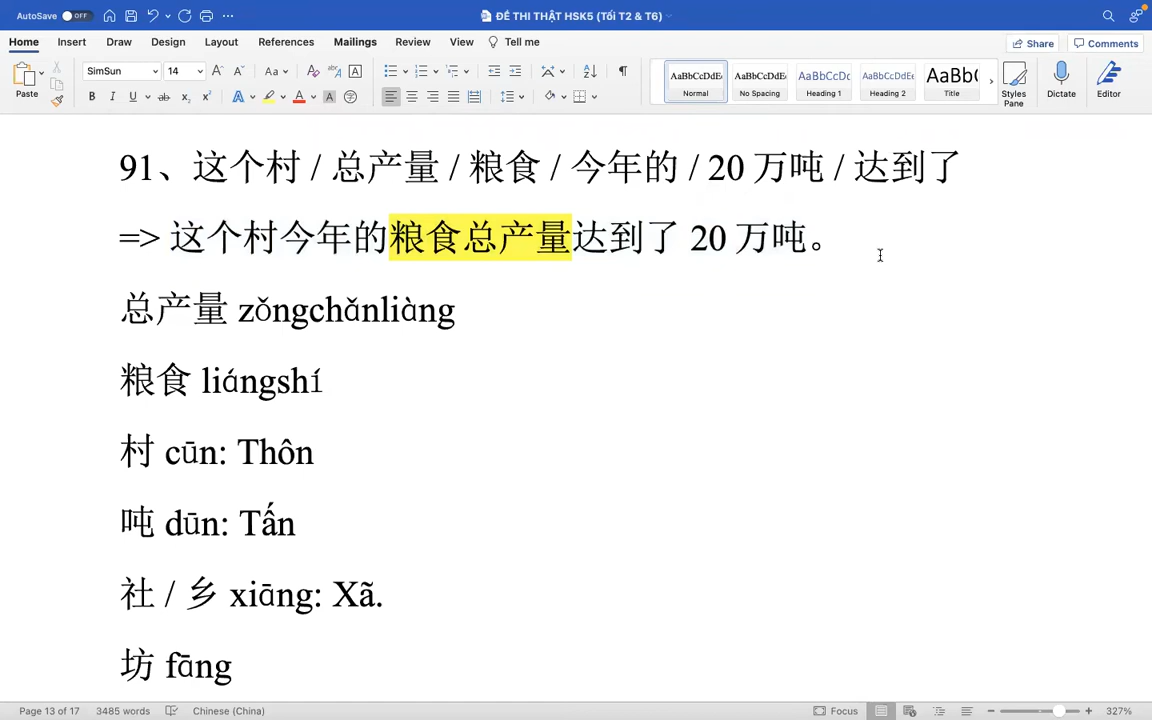 AutoSave OFF ĐỀ THI THẬT HSK5 (Tối T2 & T6)
Home Insert Draw Design Layout References Mailings Review View Tell me Share Comments
Paste SimSun 14 Aa AaBbCcDdEe Normal AaBbCcDdEe No Spacing AaBbCcDc Heading 1 AaBbCcDdEe Heading 2 AaBb( Title Styles Pane Dictate Editor
91、这个村 / 总产量 / 粮食 / 今年的 / 20 万吨 / 达到了
=> 这个村今年的粮食总产量达到了 20 万吨。
总产量 zǒngchǎnliàng
粮食 liángshí
村 cūn: Thôn
吨 dūn: Tấn
社 / 乡 xiāng: Xã.
坊 fāng
Page 13 of 17 3485 words Chinese (China) Focus 327%